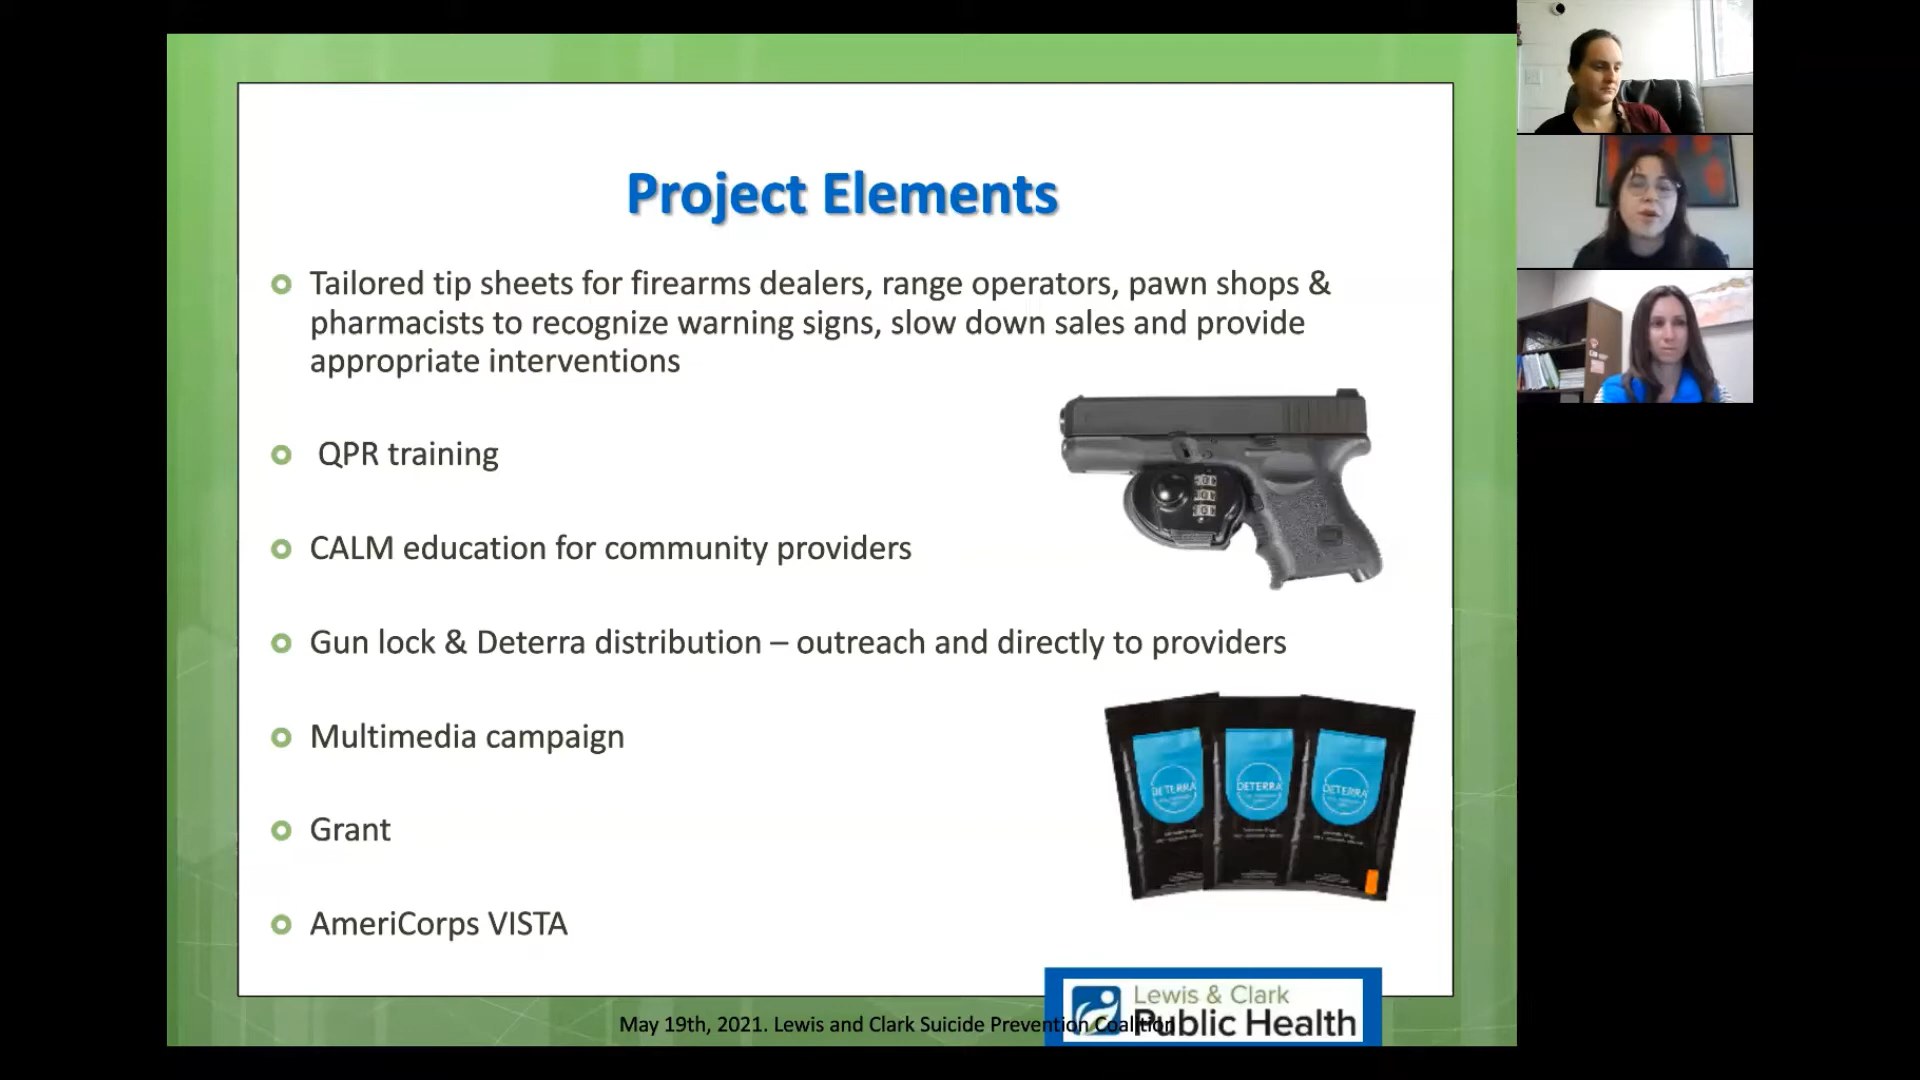 Project Elements
Tailored tip sheets for firearms dealers, range operators, pawn shops &
pharmacists to recognize warning signs, slow down sales and provide
appropriate interventions
QPR training
CALM education for community providers
Gun lock & Deterra distribution – outreach and directly to providers
Multimedia campaign
Grant
AmeriCorps VISTA
DETERRA
DETERRA
DETERRA
Lewis & Clark
Public Health
May 19th, 2021. Lewis and Clark Suicide Prevention Coalition